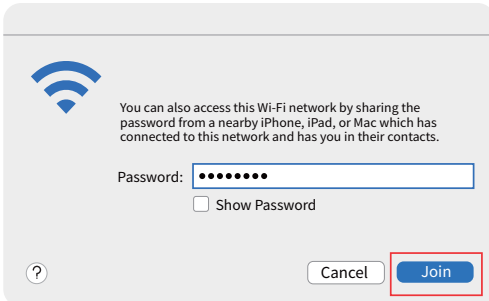 You can also access this Wi-Fi network by sharing the
password from a nearby iPhone, iPad, or Mac which has
connected to this network and has you in their contacts.
Password: ●●●●●●●●
Show Password
? Cancel Join